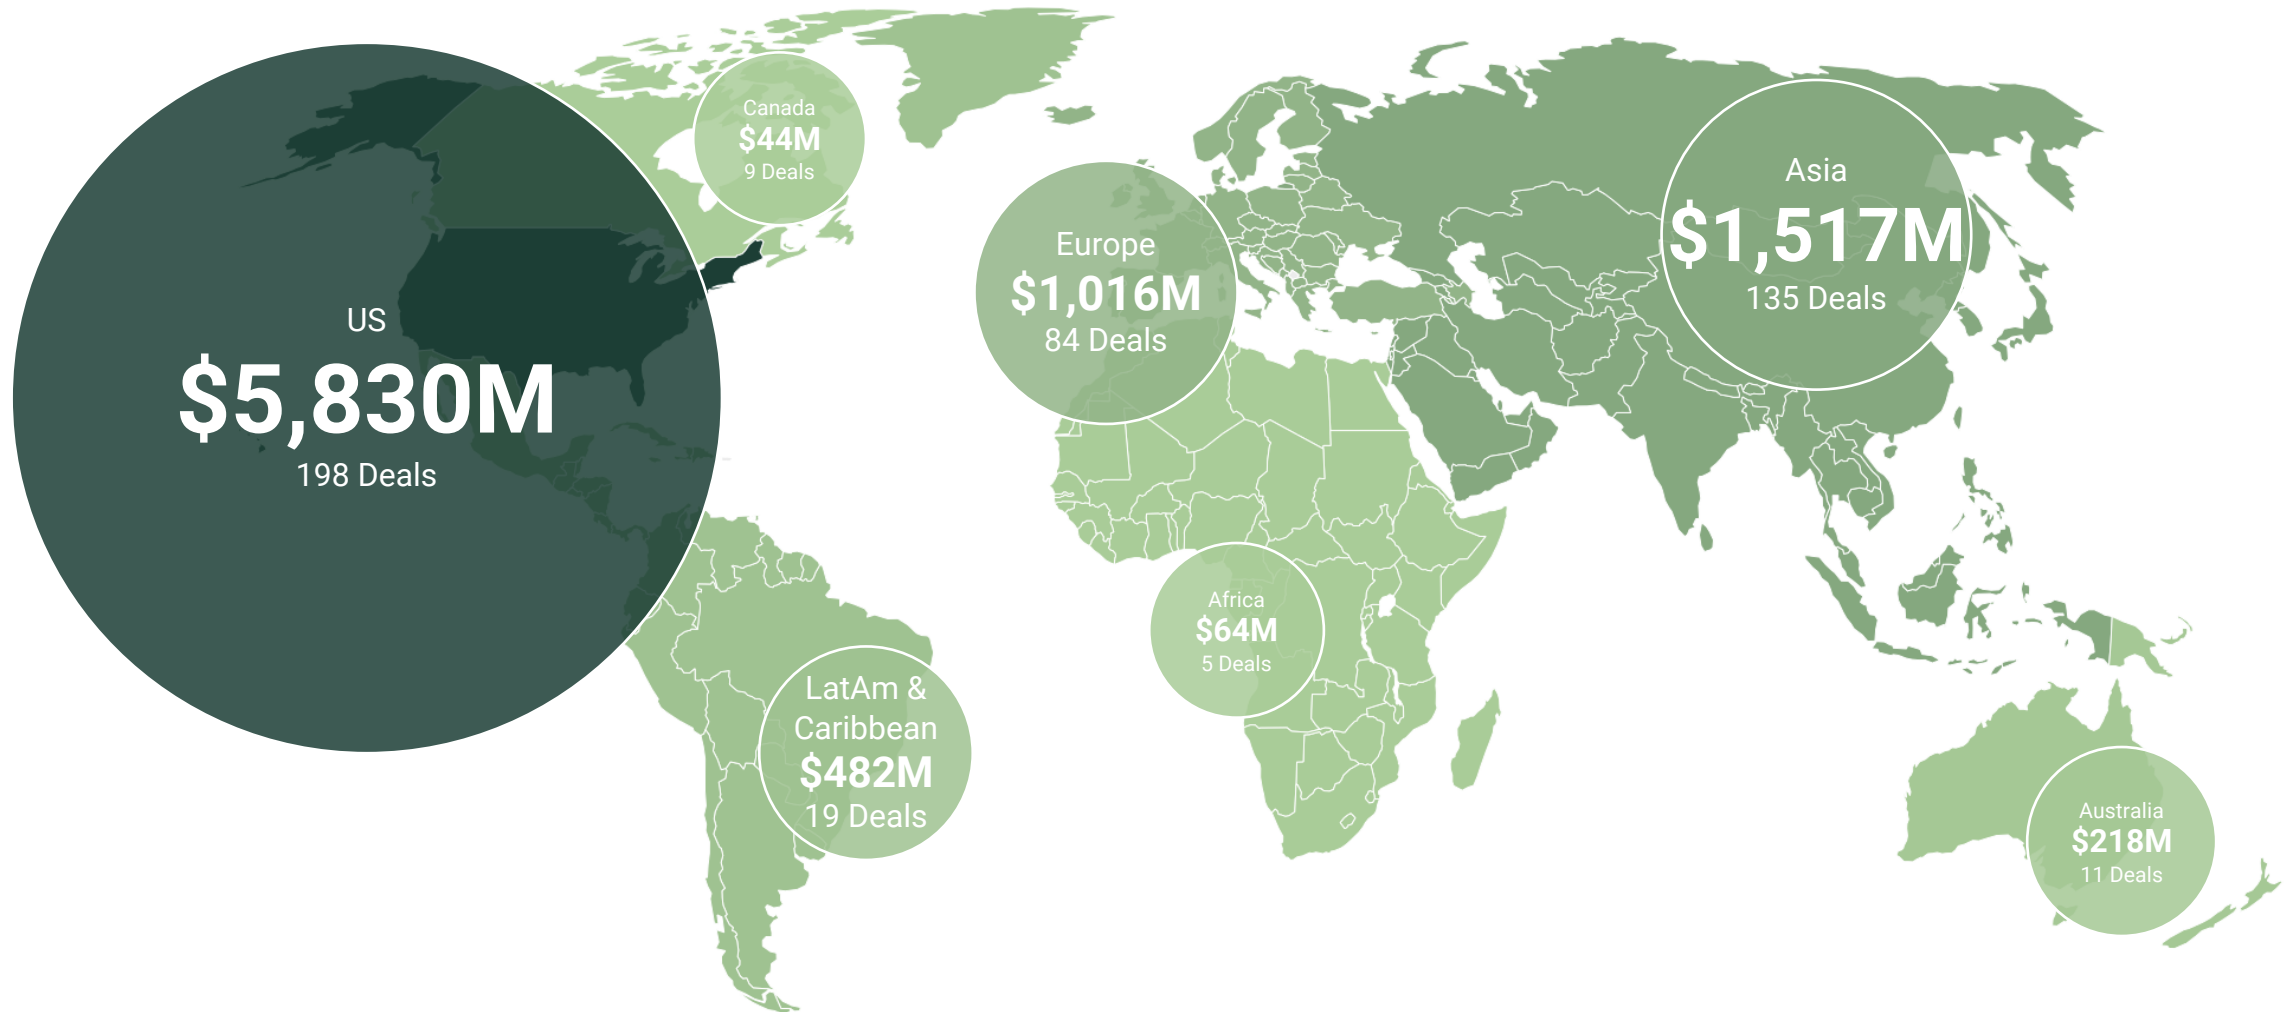 US
$5,830M
198 Deals
Canada
$44M
9 Deals
Europe
$1,016M
84 Deals
Asia
$1,517M
135 Deals
LatAm &
Caribbean
$482M
19 Deals
Africa
$64M
5 Deals
Australia
$218M
11 Deals